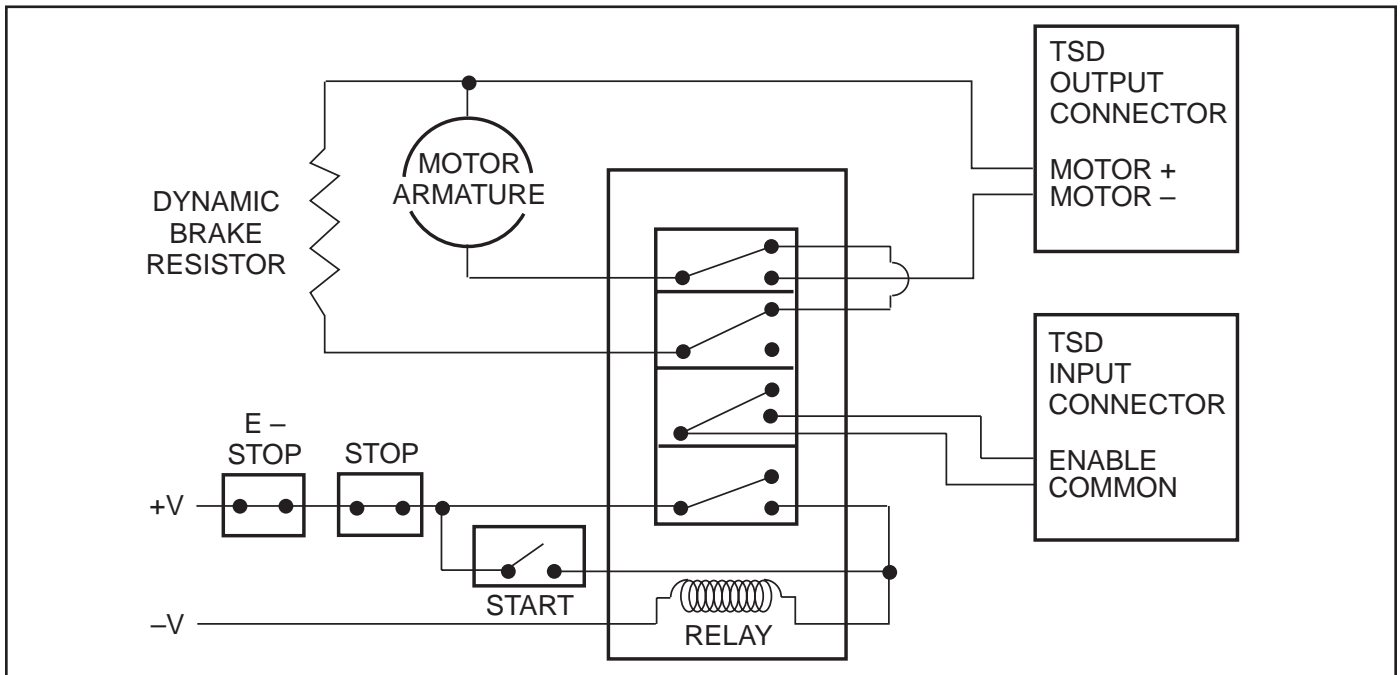 TSD
OUTPUT
CONNECTOR
MOTOR +
MOTOR –
MOTOR
ARMATURE
DYNAMIC
BRAKE
RESISTOR
TSD
INPUT
CONNECTOR
ENABLE
COMMON
E –
STOP
STOP
+V
START
–V
RELAY